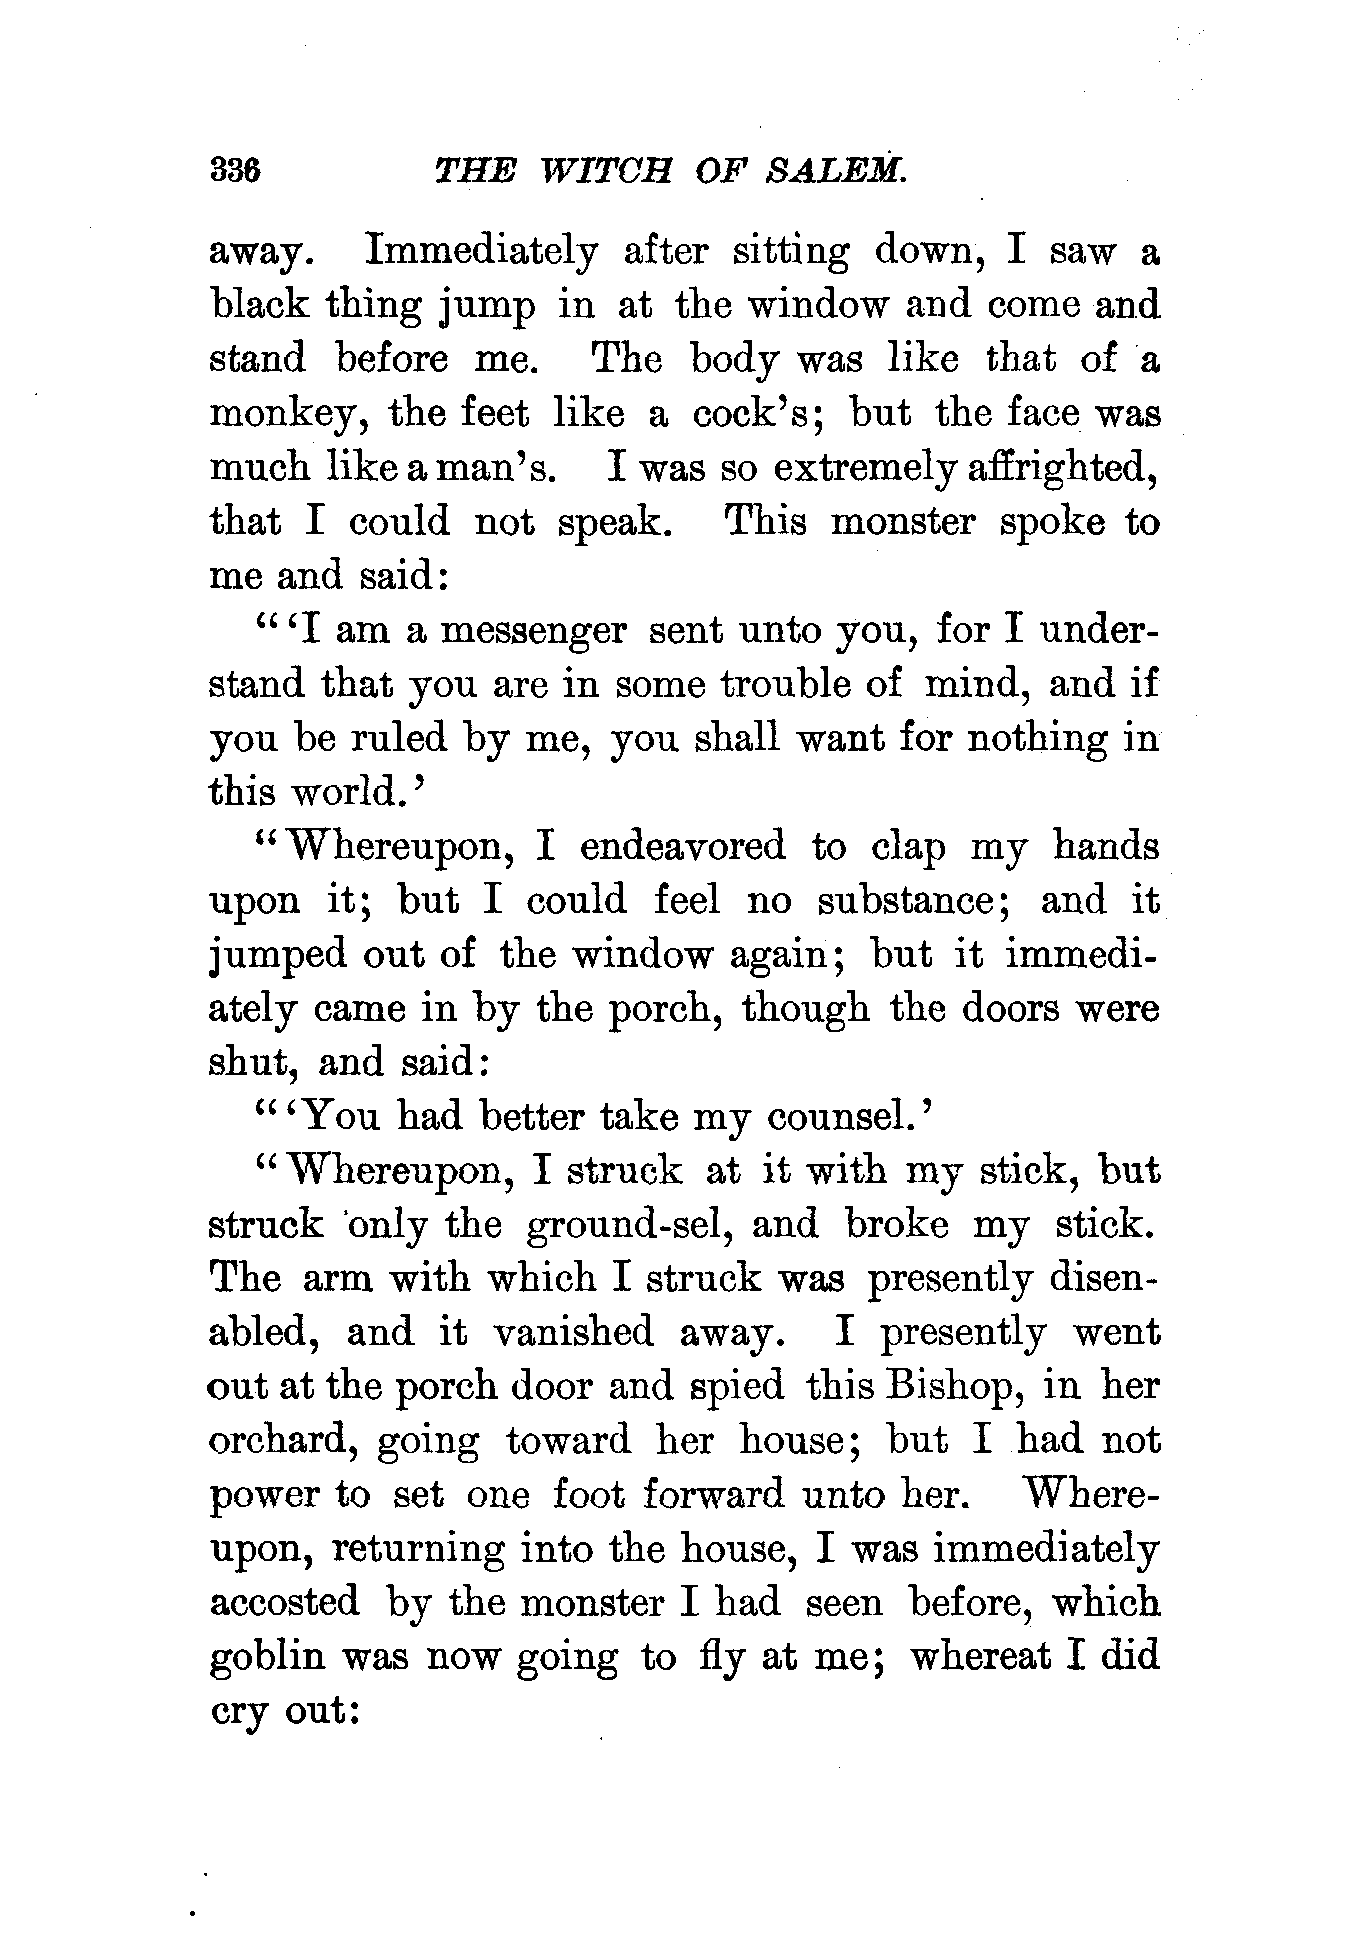 336 THE WITCH OF SALEM.
away. Immediately after sitting down, I saw a
black thing jump in at the window and come and
stand before me. The body was like that of a
monkey, the feet like a cock's; but the face was
much like a man's. I was so extremely affrighted,
that I could not speak. This monster spoke to
me and said:
"'I am a messenger sent unto you, for I under-
stand that you are in some trouble of mind, and if
you be ruled by me, you shall want for nothing in
this world.'
"Whereupon, I endeavored to clap my hands
upon it; but I could feel no substance; and it
jumped out of the window again; but it immedi-
ately came in by the porch, though the doors were
shut, and said:
"'You had better take my counsel.'
"Whereupon, I struck at it with my stick, but
struck only the ground-sel, and broke my stick.
The arm with which I struck was presently disen-
abled, and it vanished away. I presently went
out at the porch door and spied this Bishop, in her
orchard, going toward her house; but I had not
power to set one foot forward unto her. Where-
upon, returning into the house, I was immediately
accosted by the monster I had seen before, which
goblin was now going to fly at me; whereat I did
cry out: